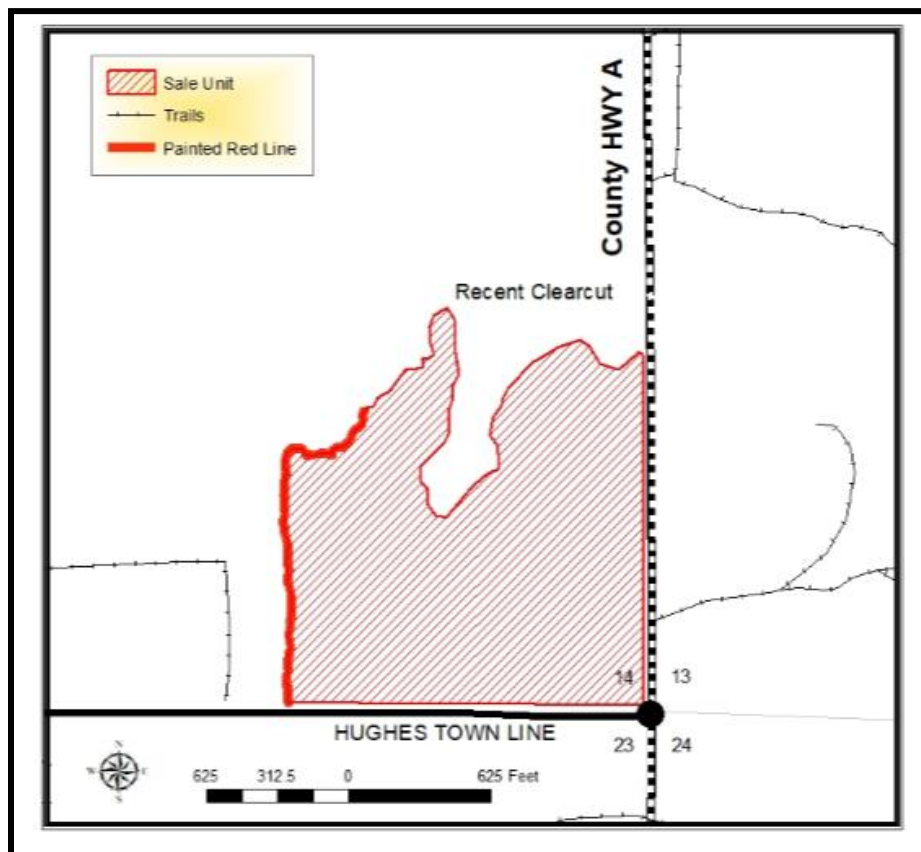 Sale Unit
Trails
Painted Red Line
County HWY A
Recent Clearcut
14 13
HUGHES TOWN LINE
23 24
N
W E
S
625 312.5 0 625 Feet